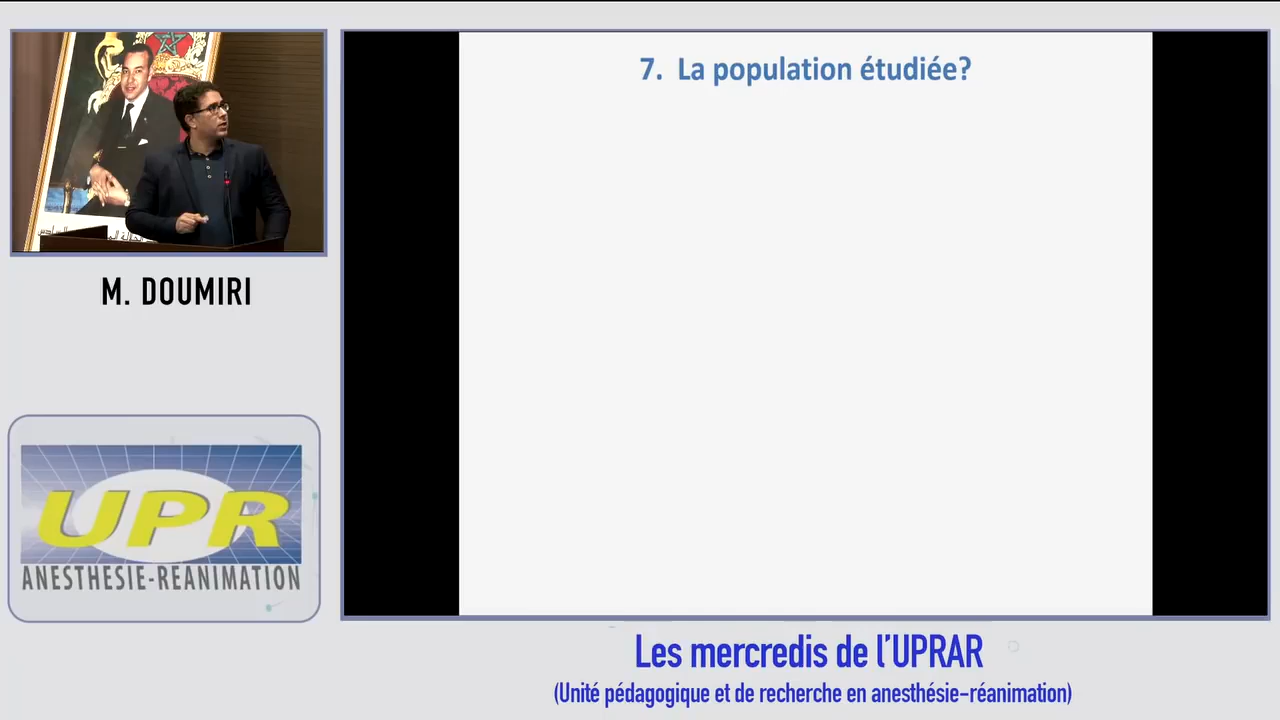 7. La population étudiée?
M. DOUMIRI
UPR
ANESTHESIE-REANIMATION
Les mercredis de l'UPRAR
(Unité pédagogique et de recherche en anesthésie-réanimation)